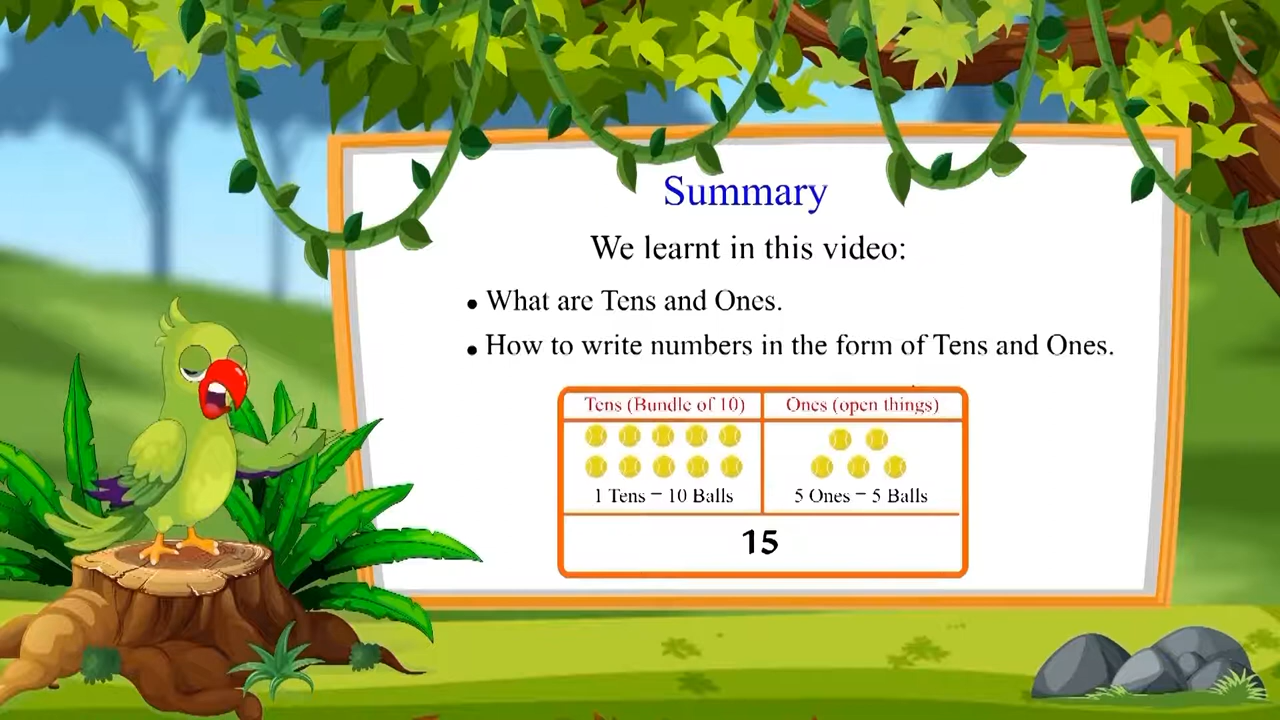 Summary
We learnt in this video:
• What are Tens and Ones.
• How to write numbers in the form of Tens and Ones.
Tens (Bundle of 10) Ones (open things)
1 Tens = 10 Balls 5 Ones = 5 Balls
15